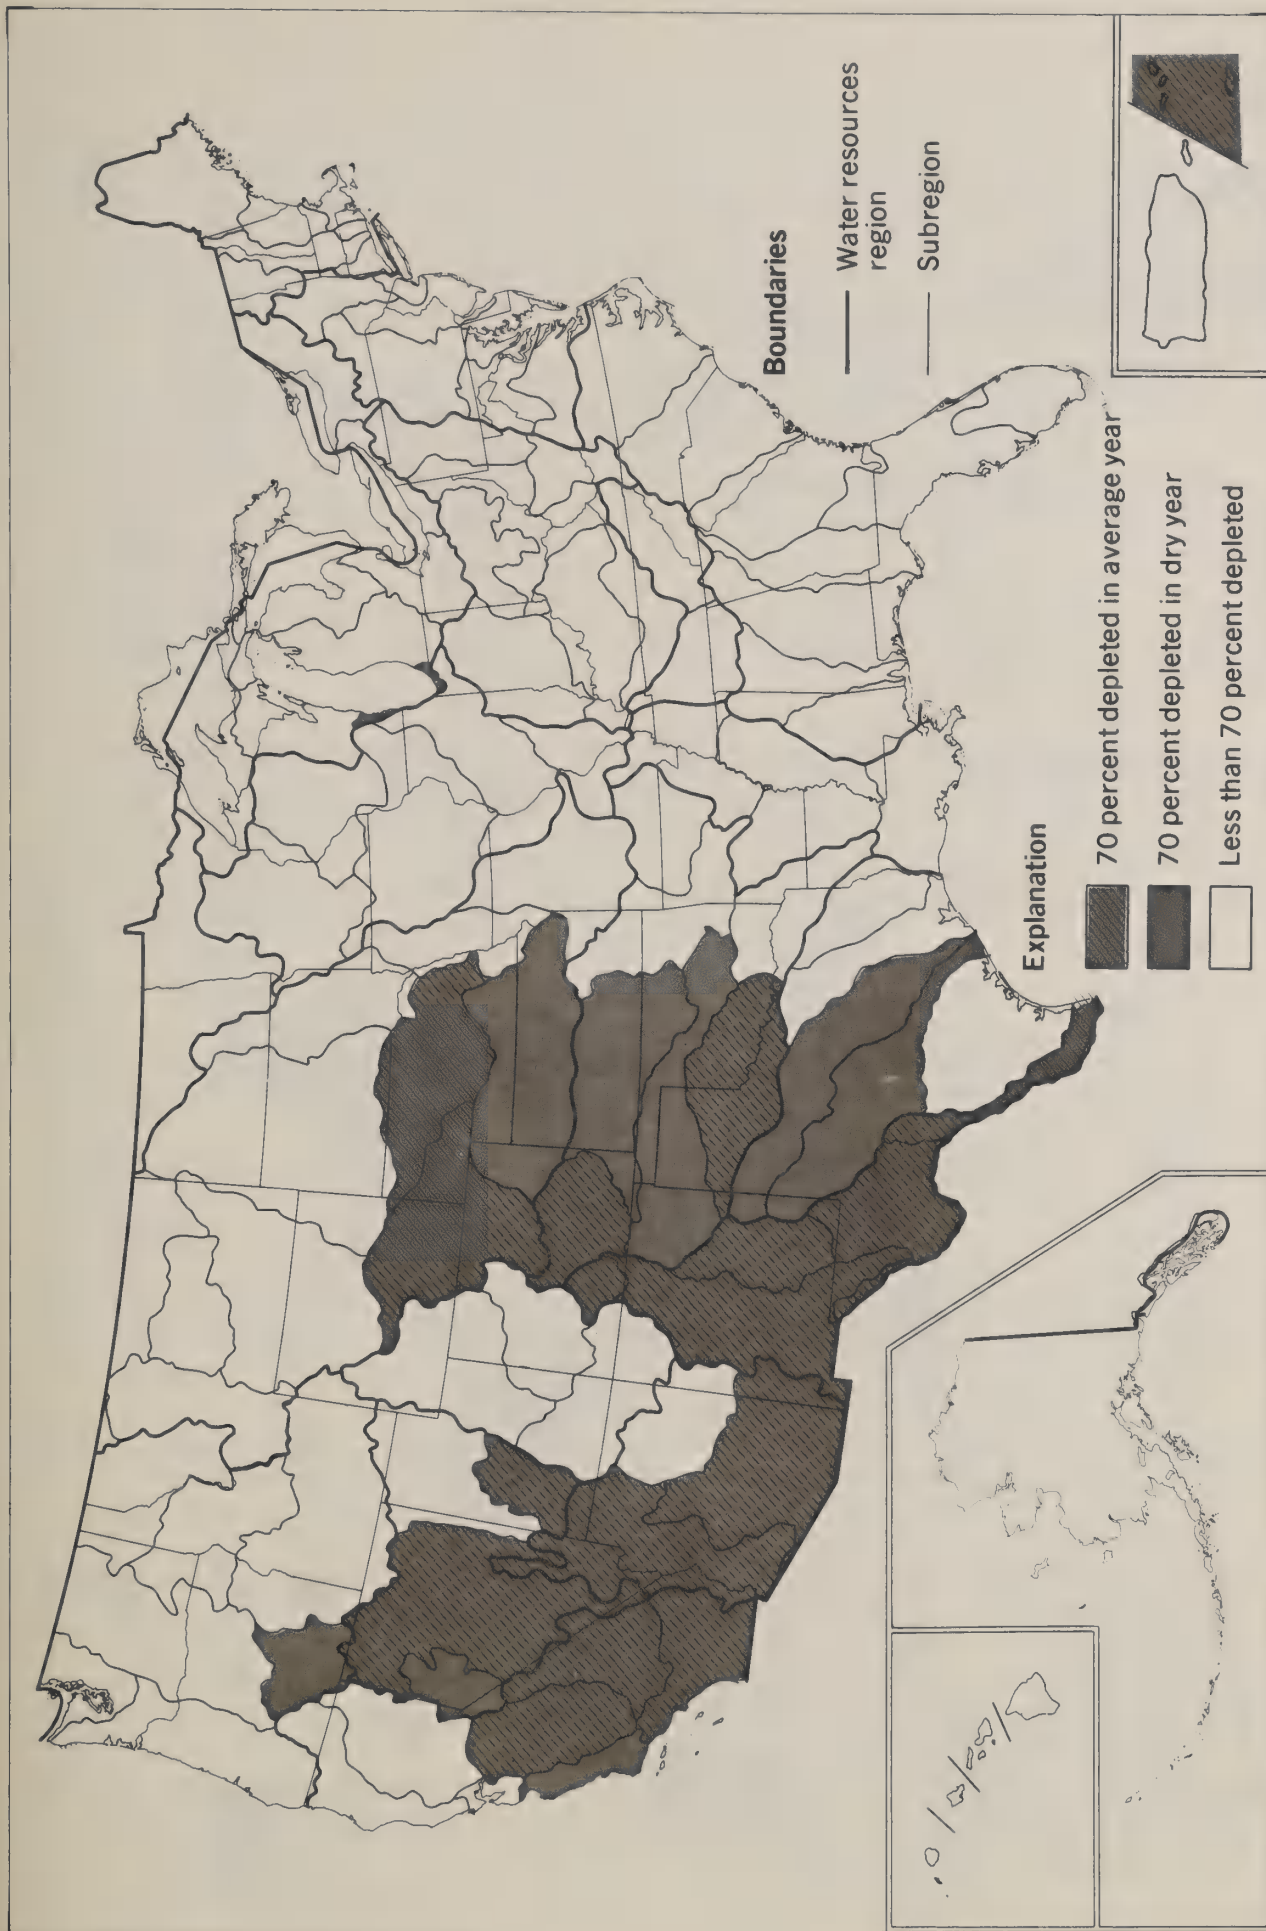 Boundaries
Water resources
region
Subregion
Explanation
70 percent depleted in average year
70 percent depleted in dry year
Less than 70 percent depleted